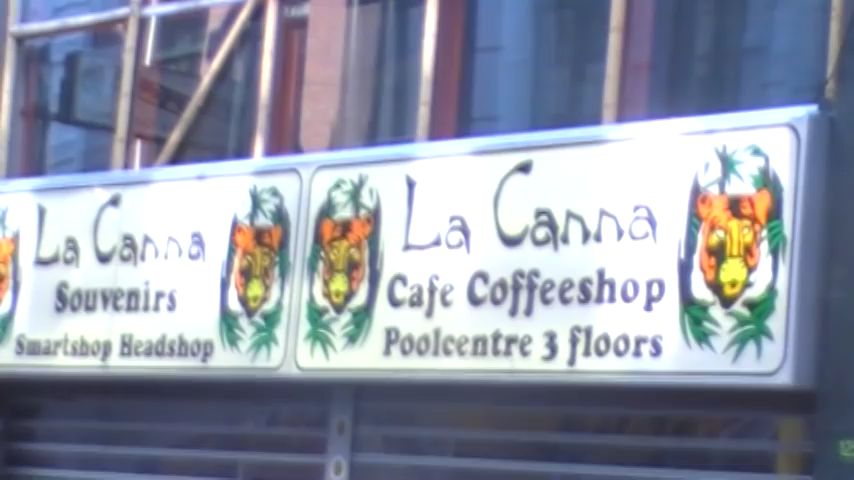 La Canna
Souvenirs
Smartshop Headshop
La Canna
Cafe Coffeeshop
Poolcentre 3 floors